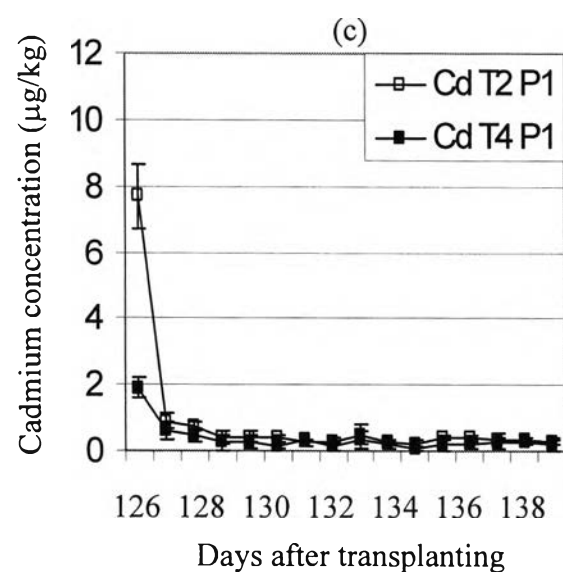 (c)
Cadmium concentration (µg/kg)
12
10
8
6
4
2
0
Cd T2 P1
Cd T4 P1
126 128 130 132 134 136 138
Days after transplanting